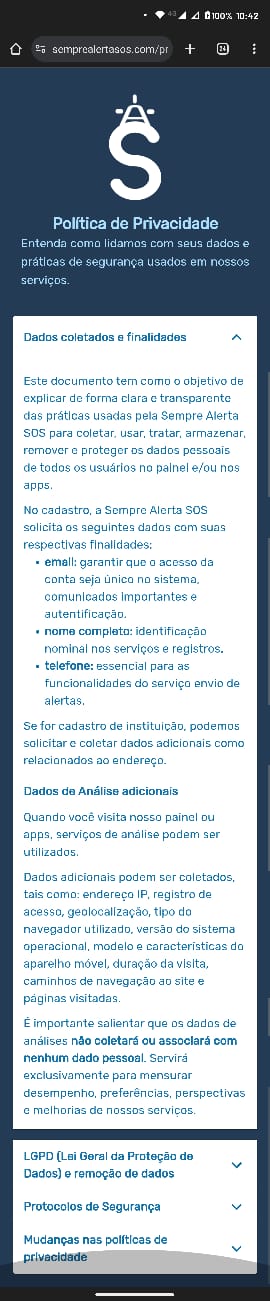 4G 100% 10:42
semprealertasos.com/pr
24
S
Política de Privacidade
Entenda como lidamos com seus dados e
práticas de segurança usados em nossos
serviços.
Dados coletados e finalidades
Este documento tem como o objetivo de
explicar de forma clara e transparente
das práticas usadas pela Sempre Alerta
SOS para coletar, usar, tratar, armazenar,
remover e proteger os dados pessoais
de todos os usuários no painel e/ou nos
apps.
No cadastro, a Sempre Alerta SOS
solicita os seguintes dados com suas
respectivas finalidades:
• email: garantir que o acesso da
conta seja único no sistema,
comunicados importantes e
autentificação.
• nome completo: identificação
nominal nos serviços e registros.
• telefone: essencial para as
funcionalidades do serviço envio de
alertas.
Se for cadastro de instituição, podemos
solicitar e coletar dados adicionais como
relacionados ao endereço.
Dados de Análise adicionais
Quando você visita nosso painel ou
apps, serviços de análise podem ser
utilizados.
Dados adicionais podem ser coletados,
tais como: endereço IP, registro de
acesso, geolocalização, tipo do
navegador utilizado, versão do sistema
operacional, modelo e características do
aparelho móvel, duração da visita,
caminhos de navegação ao site e
páginas visitadas.
É importante salientar que os dados de
análises não coletará ou associará com
nenhum dado pessoal. Servirá
exclusivamente para mensurar
desempenho, preferências, perspectivas
e melhorias de nossos serviços.
LGPD (Lei Geral da Proteção de
Dados) e remoção de dados
Protocolos de Segurança
Mudanças nas políticas de
privacidade